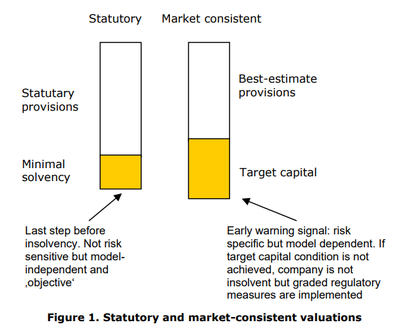 Statutory
Market consistent
Statutary
provisions
Best-estimate
provisions
Minimal
solvency
Target capital
Last step before
insolvency. Not risk
sensitive but model-
independent and
‚objective‘
Early warning signal: risk
specific but model dependent. If
target capital condition is not
achieved, company is not
insolvent but graded regulatory
measures are implemented
Figure 1. Statutory and market-consistent valuations